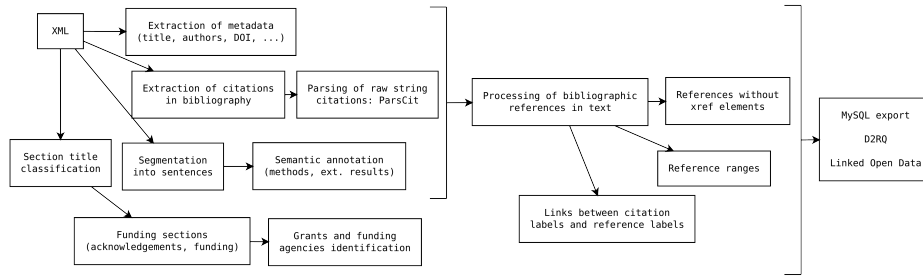 XML
Extraction of metadata
(title, authors, DOI, ...)
Extraction of citations
in bibliography
Parsing of raw string
citations: ParsCit
Section title
classification
Segmentation
into sentences
Semantic annotation
(methods, ext. results)
Funding sections
(acknowledgements, funding)
Grants and funding
agencies identification
Processing of bibliographic
references in text
References without
xref elements
Reference ranges
Links between citation
labels and reference labels
MySQL export
D2RQ
Linked Open Data